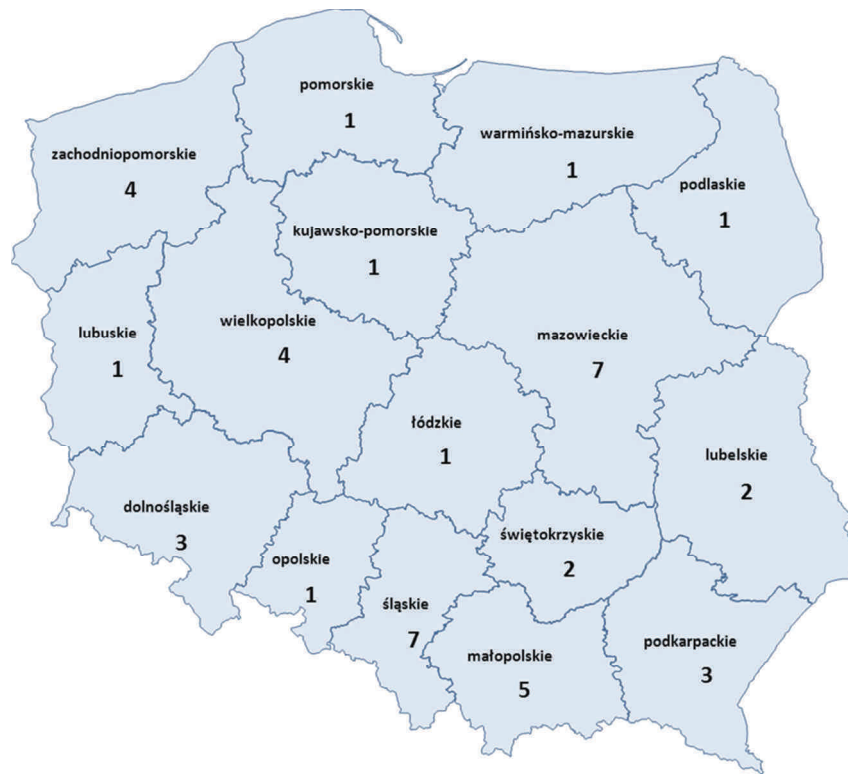 pomorskie
1
warmińsko-mazurskie
1
zachodniopomorskie
4
podlaskie
1
kujawsko-pomorskie
1
lubuskie
1
wielkopolskie
4
mazowieckie
7
łódzkie
1
lubelskie
2
dolnośląskie
3
świętokrzyskie
2
opolskie
1
śląskie
7
małopolskie
5
podkarpackie
3